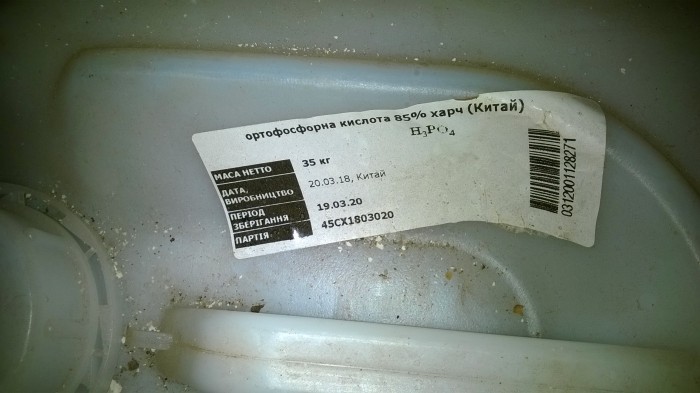 ортофосфорна кислота 85% харч (Китай)
H₃PO₄
МАСА НЕТТО 35 кг
ДАТА, ВИРОБНИЦТВО 20.03.18, Китай
ПЕРІОД ЗБЕРІГАННЯ 19.03.20
ПАРТІЯ 45CX1803020
0312001128271